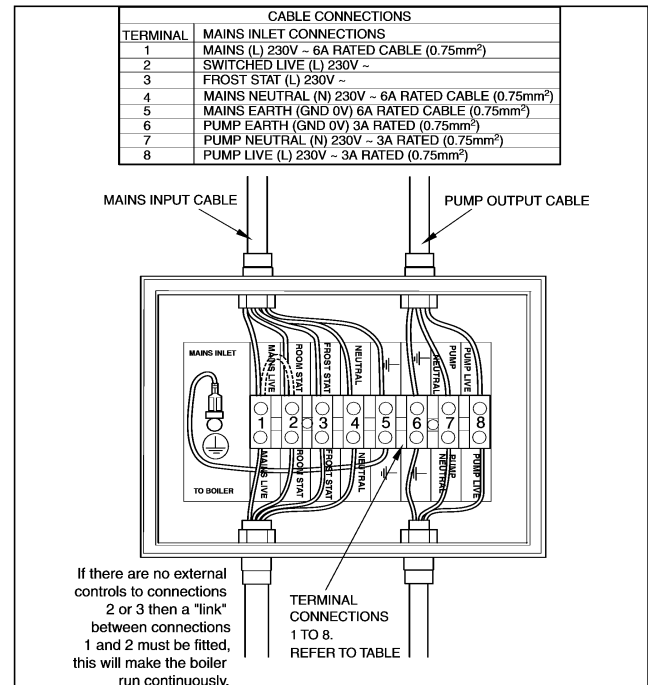 CABLE CONNECTIONS
TERMINAL MAINS INLET CONNECTIONS
1 MAINS (L) 230V ~ 6A RATED CABLE (0.75mm²)
2 SWITCHED LIVE (L) 230V ~
3 FROST STAT (L) 230V ~
4 MAINS NEUTRAL (N) 230V ~ 6A RATED CABLE (0.75mm²)
5 MAINS EARTH (GND 0V) 6A RATED CABLE (0.75mm²)
6 PUMP EARTH (GND 0V) 3A RATED (0.75mm²)
7 PUMP NEUTRAL (N) 230V ~ 3A RATED (0.75mm²)
8 PUMP LIVE (L) 230V ~ 3A RATED (0.75mm²)
MAINS INPUT CABLE
PUMP OUTPUT CABLE
MAINS INLET
MAINS LIVE
ROOM STAT
FROST STAT
NEUTRAL
PUMP
NEUTRAL
PUMP LIVE
1 2 3 4 5 6 7 8
MAINS LIVE
ROOM STAT
FROST STAT
NEUTRAL
PUMP
NEUTRAL
PUMP LIVE
TO BOILER
If there are no external
controls to connections
2 or 3 then a "link"
between connections
1 and 2 must be fitted,
this will make the boiler
run continuously.
TERMINAL
CONNECTIONS
1 TO 8.
REFER TO TABLE